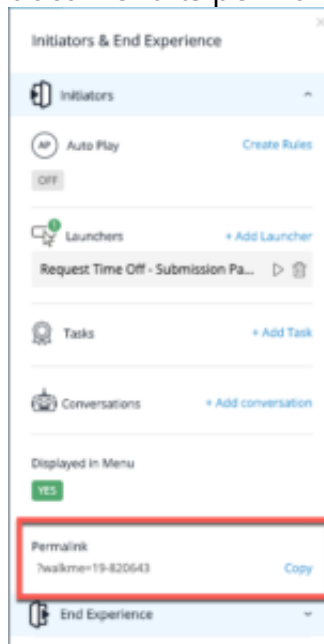 Initiators & End Experience
Initiators
AP Auto Play Create Rules
OFF
1
Launchers + Add Launcher
Request Time Off - Submission Pa...
Tasks + Add Task
Conversations + Add conversation
Displayed in Menu
YES
Permalink
?walkme=19-820643 Copy
End Experience